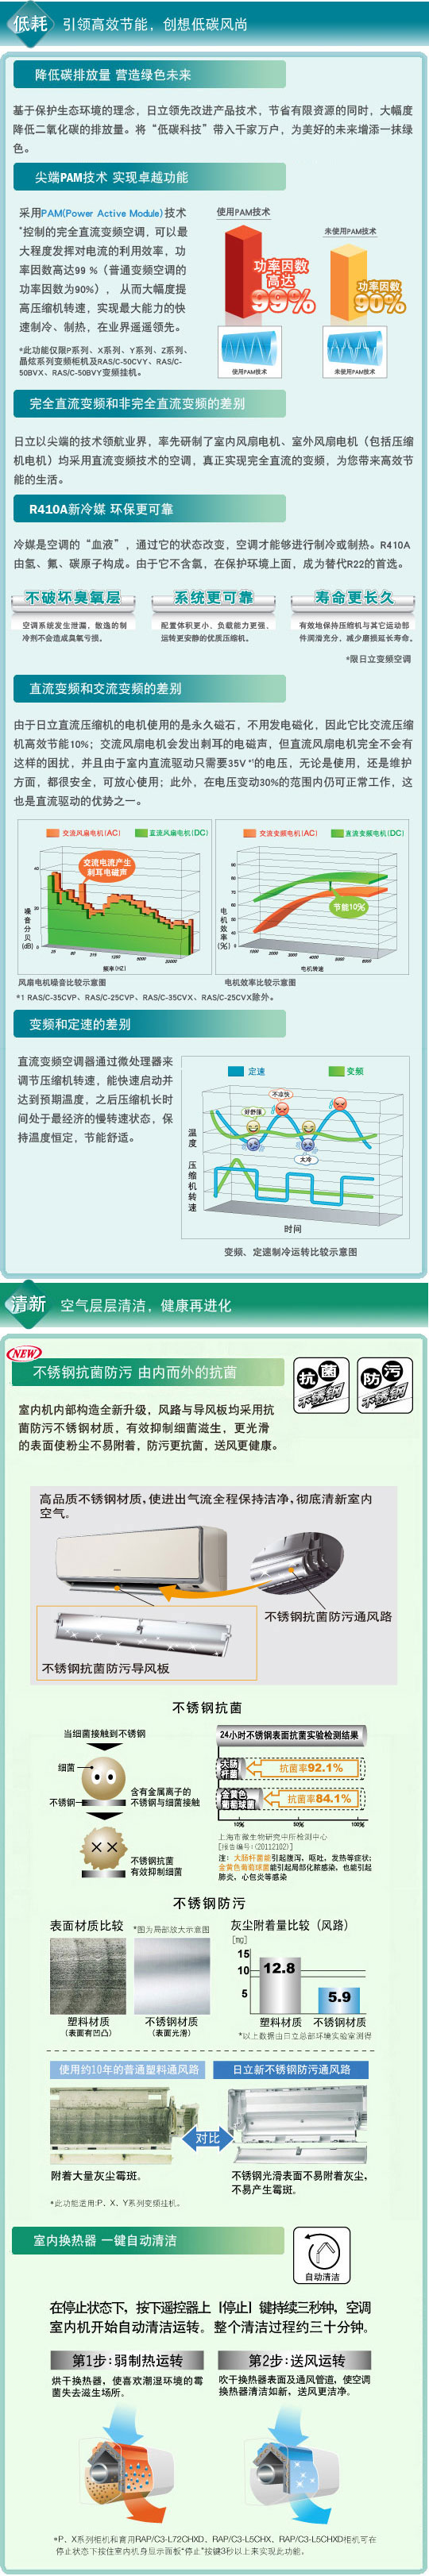 低耗 引领高效节能，创想低碳风尚
降低碳排放量 营造绿色未来
基于保护生态环境的理念，日立领先改进产品技术，节省有限资源的同时，大幅度
降低二氧化碳的排放量。将“低碳科技”带入千家万户，为美好的未来增添一抹绿
色。
尖端PAM技术 实现卓越功能
采用PAM(Power Active Module)技术
*控制的完全直流变频空调，可以最
大程度发挥对电流的利用效率，功
率因数高达99 %（普通变频空调的
功率因数为90%），从而大幅度提
高压缩机转速，实现最大能力的快
速制冷、制热，在业界遥遥领先。
*此功能仅限P系列、X系列、Y系列、Z系列、
晶炫系列变频柜机及RAS/C-50CVY、RAS/C-
50BVX、RAS/C-50BVY变频挂机。
使用PAM技术
未使用PAM技术
功率因数
高达
99%
功率因数
90%
使用PAM技术
未使用PAM技术
完全直流变频和非完全直流变频的差别
日立以尖端的技术领航业界，率先研制了室内风扇电机、室外风扇电机（包括压缩
机电机）均采用直流变频技术的空调，真正实现完全直流的变频，为您带来高效节
能的生活。
R410A新冷媒 环保更可靠
冷媒是空调的“血液”，通过它的状态改变，空调才能够进行制冷或制热。R410A
由氢、氟、碳原子构成。由于它不含氯，在保护环境上面，成为替代R22的首选。
不破坏臭氧层
空调系统发生泄漏，散逸的制
冷剂不会造成臭氧亏损。
系统更可靠
配置体积更小，负载能力更强、
运转更安静的优质压缩机。
寿命更长久
有效地保持压缩机与其它运动部
件润滑充分，减少磨损延长寿命。
*限日立变频空调
直流变频和交流变频的差别
由于日立直流压缩机的电机使用的是永久磁石，不用发电磁化，因此它比交流压缩
机高效节能10%；交流风扇电机会发出刺耳的电磁声，但直流风扇电机完全不会有
这样的困扰，并且由于室内直流驱动只需要35V *¹的电压，无论是使用，还是维护
方面，都很安全，可放心使用；此外，在电压变动30%的范围内仍可正常工作，这
也是直流驱动的优势之一。
交流风扇电机(AC) 直流风扇电机(DC)
交流电流产生
刺耳电磁声
噪音分贝(dB)
频率(HZ)
交流变频电机(AC) 直流变频电机(DC)
节能10%
电机效率(%)
电机转速
风扇电机噪音比较示意图
电机效率比较示意图
*1 RAS/C-35CVP、RAS/C-25CVP、RAS/C-35CVX、RAS/C-25CVX除外。
变频和定速的差别
直流变频空调器通过微处理器来
调节压缩机转速，能快速启动并
达到预期温度，之后压缩机长时
间处于最经济的慢转速状态，保
持温度恒定，节能舒适。
定速 变频
不凉快
好舒服
太冷
温度
压缩机转速
时间
变频、定速制冷运转比较示意图
清新 空气层层清洁，健康再进化
NEW
不锈钢抗菌防污 由内而外的抗菌
抗菌
不锈钢
防污
不锈钢
室内机内部构造全新升级，风路与导风板均采用抗
菌防污不锈钢材质，有效抑制细菌滋生，更光滑
的表面使粉尘不易附着，防污更抗菌，送风更健康。
高品质不锈钢材质，使进出气流全程保持洁净，彻底清新室内
空气。
不锈钢抗菌防污通风路
不锈钢抗菌防污导风板
不锈钢抗菌
当细菌接触到不锈钢
细菌
不锈钢
含有金属离子的
不锈钢与细菌接触
不锈钢抗菌
有效抑制细菌
24小时不锈钢表面抗菌实验检测结果
大肠
杆菌
抗菌率92.1%
抗菌率84.1%
10% 50% 100%
上海市微生物研究中所检测中心
[报告编号：(20112102)]
注：大肠杆菌能引起腹泻，呕吐，发热等症状；
金黄色葡萄球菌能引起局部化脓感染，也能引起
肺炎，心包炎等感染
不锈钢防污
表面材质比较 *图为局部放大示意图
塑料材质
(表面有凹凸)
不锈钢材质
(表面光滑)
灰尘附着量比较（风路）
[mg]
15
10
5
12.8
5.9
塑料材质 不锈钢材质
*以上数据由日立总部环境实验室测得
使用约10年的普通塑料通风路
日立新不锈钢防污通风路
对比
附着大量灰尘霉斑。
不锈钢光滑表面不易附着灰尘，
不易产生霉斑。
*此功能适用:P、X、Y系列变频挂机。
室内换热器 一键自动清洁
自动清洁
在停止状态下，按下遥控器上「停止」键持续三秒钟，空调
室内机开始自动清洁运转。整个清洁过程约三十分钟。
第1步：弱制热运转
烘干换热器，使喜欢潮湿环境的霉
菌失去滋生场所。
第2步：送风运转
吹干换热器表面及通风管道，使空调
换热器清洁如新，送风更洁净。
*P、X系列柜机和商用RAP/C3-L72CHXD、RAP/C3-L5CHX、RAP/C3-L5CHXD柜机可在
停止状态下按住室内机身显示面板“停止”按键3秒以上来实现此功能。